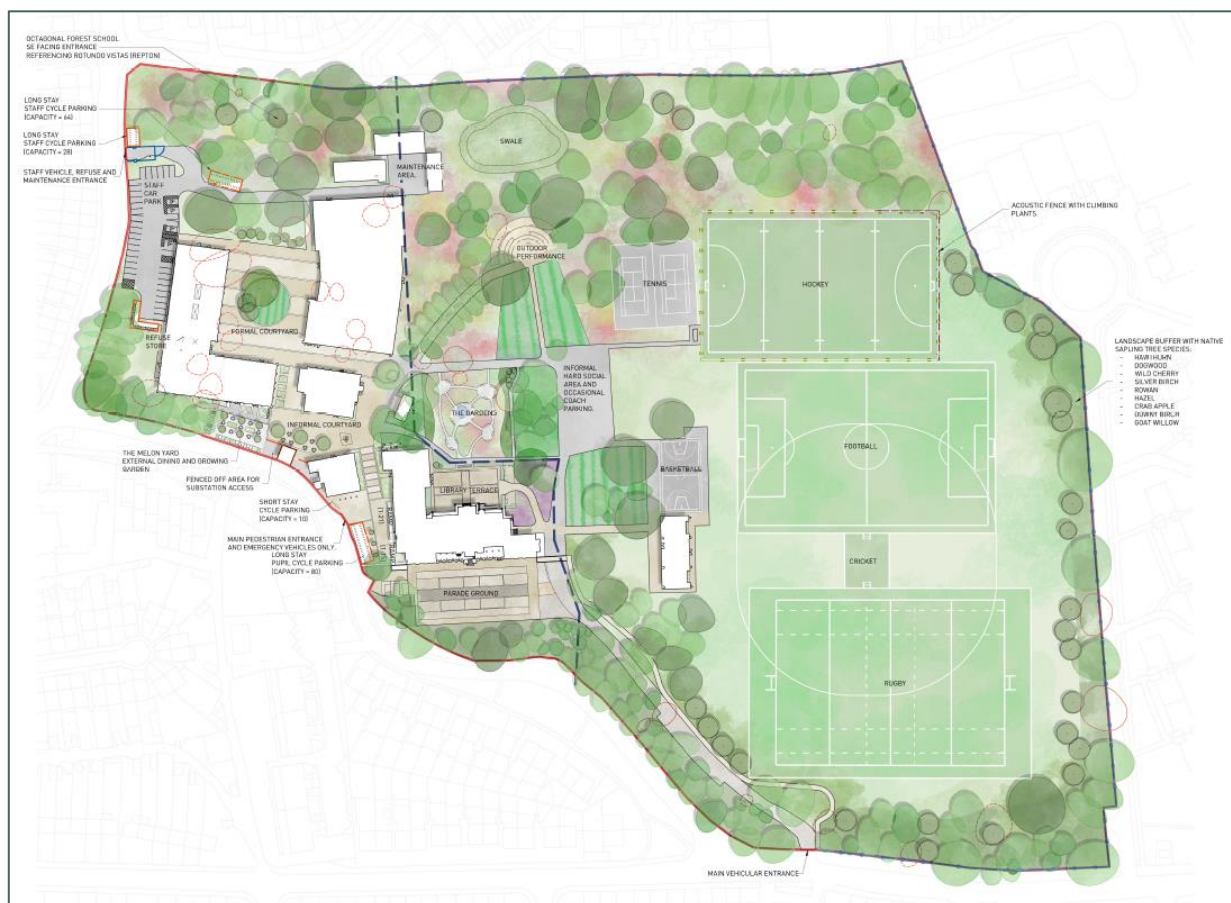 OCTAGONAL FOREST SCHOOL
SE FACING ENTRANCE
REFERENCING ROTUNDO VISTAS (REPTON)
LONG STAY
STAFF CYCLE PARKING
(CAPACITY = 64)
LONG STAY
STAFF CYCLE PARKING
(CAPACITY = 28)
STAFF VEHICLE, REFUSE AND
MAINTENANCE ENTRANCE
STAFF
CAR
PARK
MAINTENANCE
AREA.
SWALE
ACOUSTIC FENCE WITH CLIMBING
PLANTS
OUTDOOR
PERFORMANCE
TENNIS
HOCKEY
FORMAL COURTYARD
REFUSE
STORE
INFORMAL
HARD SOCIAL
AREA AND
OCCASIONAL
COACH
PARKING.
LANDSCAPE BUFFER WITH NATIVE
SAPLING TREE SPECIES:
- HAWTHORN
- DOGWOOD
- WILD CHERRY
- SILVER BIRCH
- ROWAN
- HAZEL
- CRAB APPLE
- DOWNY BIRCH
- GOAT WILLOW
THE GARDENS
INFORMAL COURTYARD
FOOTBALL
THE MELON YARD
EXTERNAL DINING AND GROWING
GARDEN
BASKETBALL
FENCED OFF AREA FOR
SUBSTATION ACCESS
LIBRARY TERRACE
SHORT STAY
CYCLE PARKING
(CAPACITY = 10)
RAMP
(1:21)
MAIN PEDESTRIAN ENTRANCE
AND EMERGENCY VEHICLES ONLY.
LONG STAY
PUPIL CYCLE PARKING
(CAPACITY = 80)
CRICKET
PARADE GROUND
RUGBY
MAIN VEHICULAR ENTRANCE